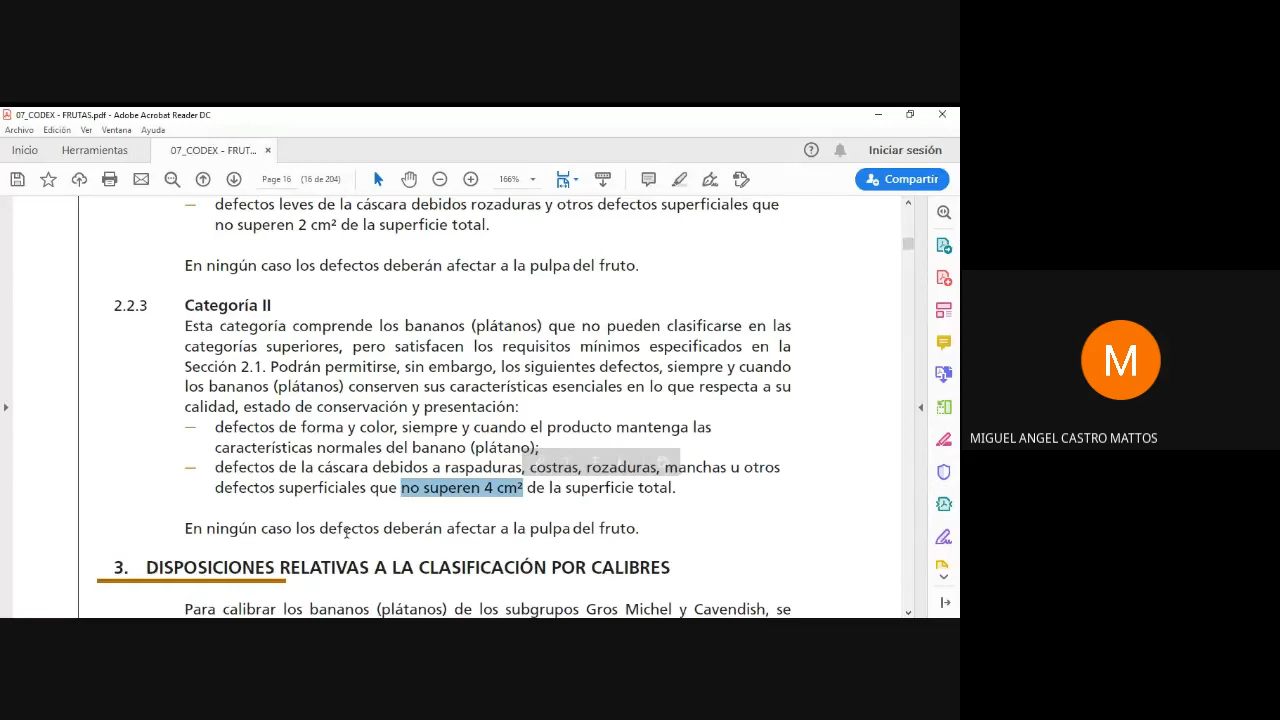 07_CODEX - FRUTAS.pdf - Adobe Acrobat Reader DC
Archivo Edición Ver Ventana Ayuda
Inicio Herramientas 07_CODEX - FRUT... × Iniciar sesión
Page 16 (16 de 204) 166% Compartir
— defectos leves de la cáscara debidos rozaduras y otros defectos superficiales que
no superen 2 cm² de la superficie total.
En ningún caso los defectos deberán afectar a la pulpa del fruto.
2.2.3 Categoría II
Esta categoría comprende los bananos (plátanos) que no pueden clasificarse en las
categorías superiores, pero satisfacen los requisitos mínimos especificados en la
Sección 2.1. Podrán permitirse, sin embargo, los siguientes defectos, siempre y cuando
los bananos (plátanos) conserven sus características esenciales en lo que respecta a su
calidad, estado de conservación y presentación:
— defectos de forma y color, siempre y cuando el producto mantenga las
características normales del banano (plátano);
— defectos de la cáscara debidos a raspaduras, costras, rozaduras, manchas u otros
defectos superficiales que no superen 4 cm² de la superficie total.
En ningún caso los defectos deberán afectar a la pulpa del fruto.
3. DISPOSICIONES RELATIVAS A LA CLASIFICACIÓN POR CALIBRES
Para calibrar los bananos (plátanos) de los subgrupos Gros Michel y Cavendish, se
M
MIGUEL ANGEL CASTRO MATTOS